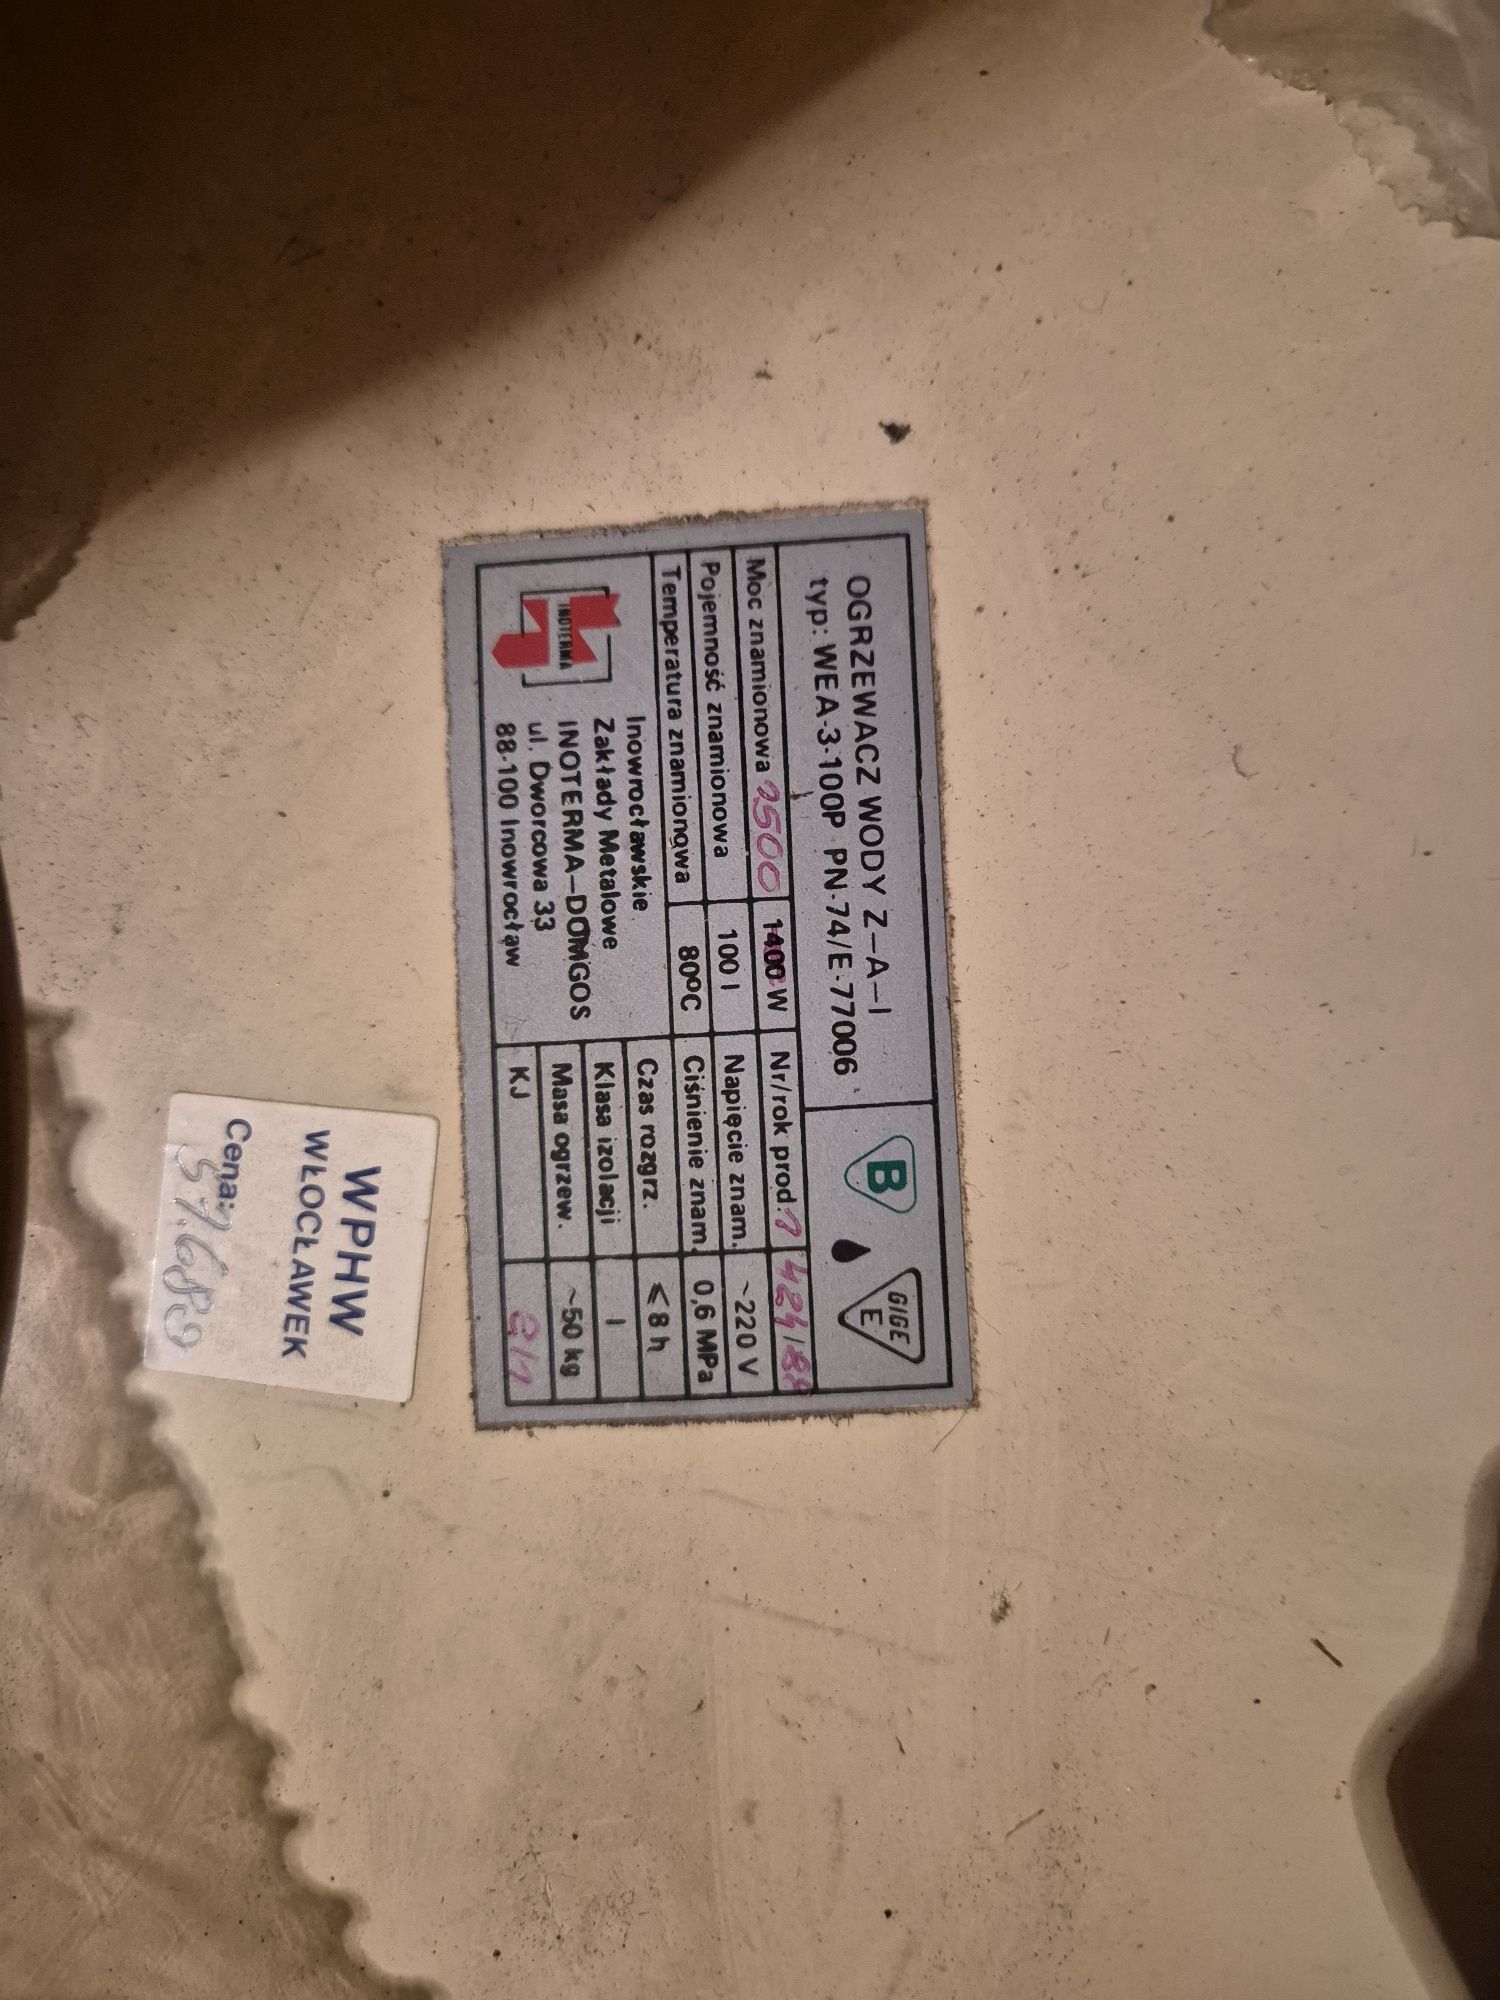 OGRZEWACZ WODY Z-A-I
typ: WEA-3-100P PN-74/E-77006
B
GIGE
E
Moc znamionowa 1500 1400 W
Nr/rok prod.
Pojemność znamionowa 100 l
Napięcie znam. ~220 V
Temperatura znamionowa 80°C
Ciśnienie znam. 0,6 MPa
INOTERMA
Inowrocławskie
Zakłady Metalowe
INOTERMA-DOMGOS
ul. Dworcowa 33
88-100 Inowrocław
Czas rozgrz. ≤ 8 h
Klasa izolacji I
Masa ogrzew. ~50 kg
KJ
WPHW
WŁOCŁAWEK
Cena: